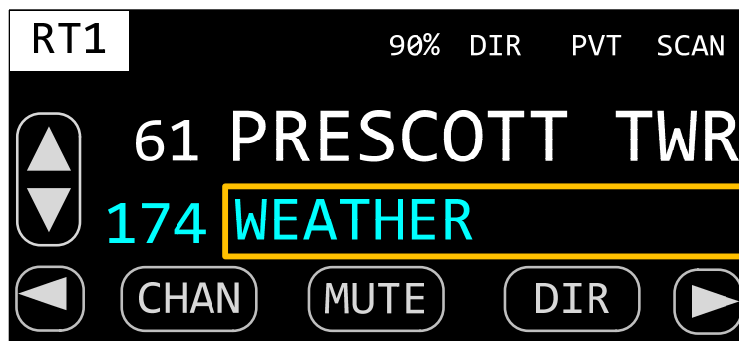 RT1 90% DIR PVT SCAN
61 PRESCOTT TWR
174 WEATHER
CHAN MUTE DIR